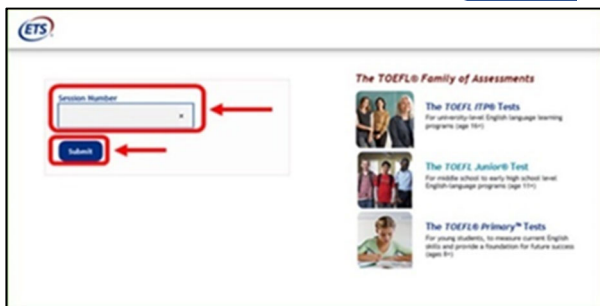 ETS
Session Number
×
Submit
The TOEFL® Family of Assessments
The TOEFL ITP® Tests
For university-level English language learning
programs (age 16+)
The TOEFL Junior® Test
For middle school to early high school level
English-language programs (age 11+)
The TOEFL® Primary™ Tests
For young students, to measure current English
skills and provide a foundation for future success
(ages 8+)